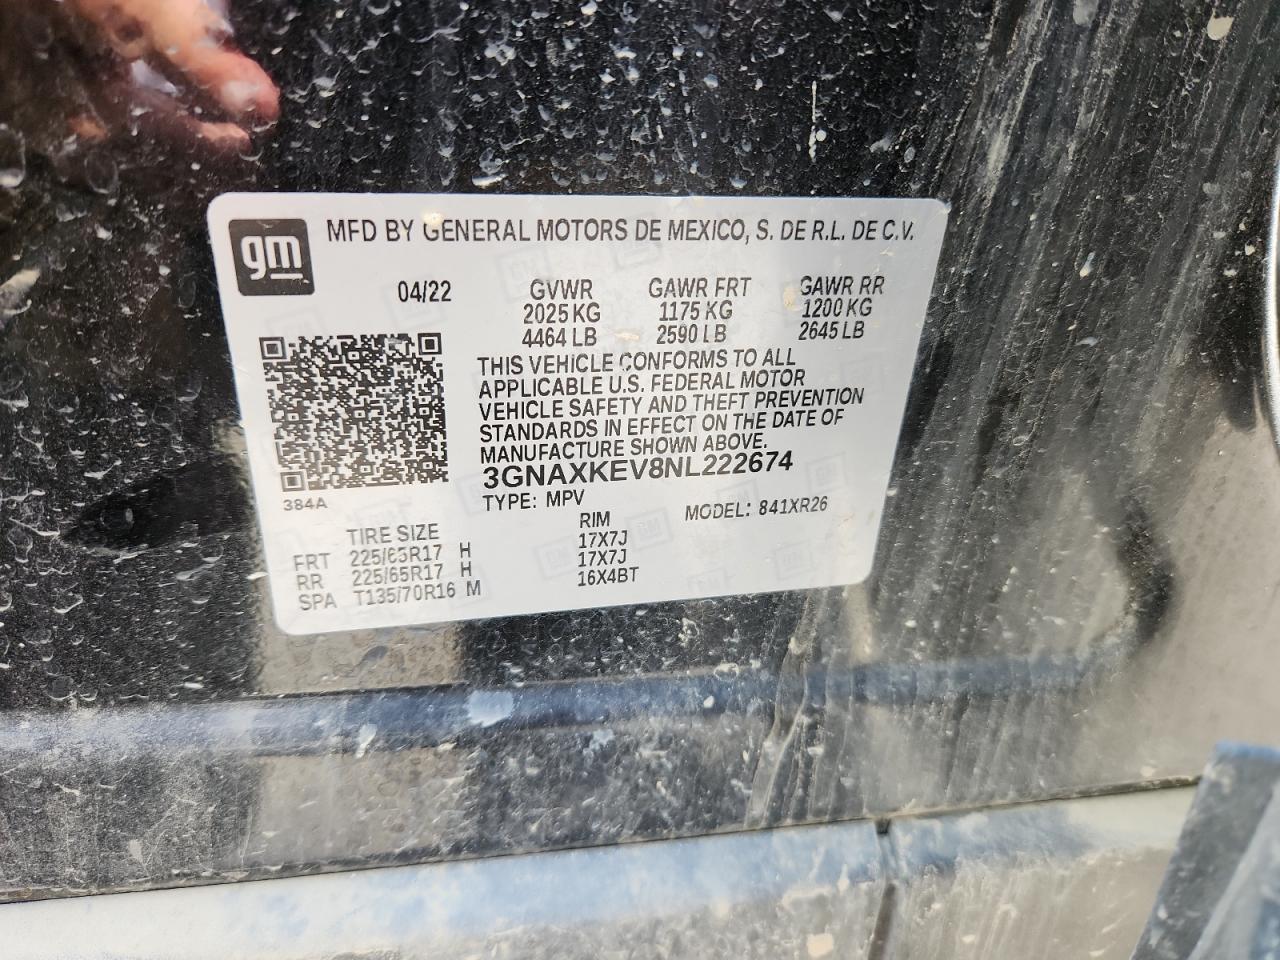 gm
MFD BY GENERAL MOTORS DE MEXICO, S. DE R.L. DE C.V.
04/22 GVWR GAWR FRT GAWR RR
2025 KG 1175 KG 1200 KG
4464 LB 2590 LB 2645 LB
THIS VEHICLE CONFORMS TO ALL
APPLICABLE U.S. FEDERAL MOTOR
VEHICLE SAFETY AND THEFT PREVENTION
STANDARDS IN EFFECT ON THE DATE OF
MANUFACTURE SHOWN ABOVE.
3GNAXKEV8NL222674
384A
TYPE: MPV MODEL: 841XR26
TIRE SIZE RIM
FRT 225/65R17 H 17X7J
RR 225/65R17 H 17X7J
SPA T135/70R16 M 16X4BT